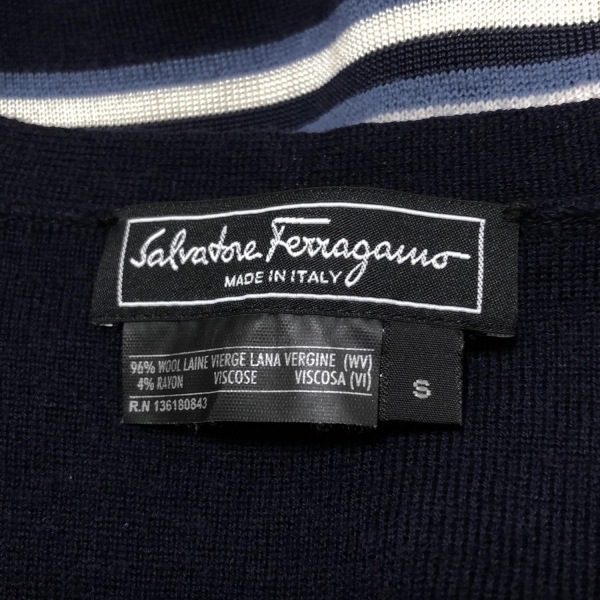 Salvatore Ferragamo
MADE IN ITALY
96% WOOL LAINE VIERGE LANA VERGINE (WV)
4% RAYON VISCOSE VISCOSA (VI)
R.N 136180843
S